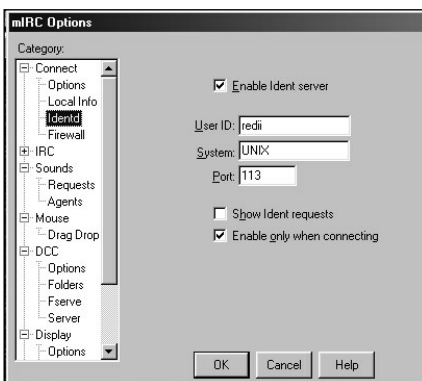 mIRC Options
Category:
Connect
Options
Local Info
Identd
Firewall
IRC
Sounds
Requests
Agents
Mouse
Drag Drop
DCC
Options
Folders
Fserve
Server
Display
Options
Enable Ident server
User ID: redii
System: UNIX
Port: 113
Show Ident requests
Enable only when connecting
OK Cancel Help